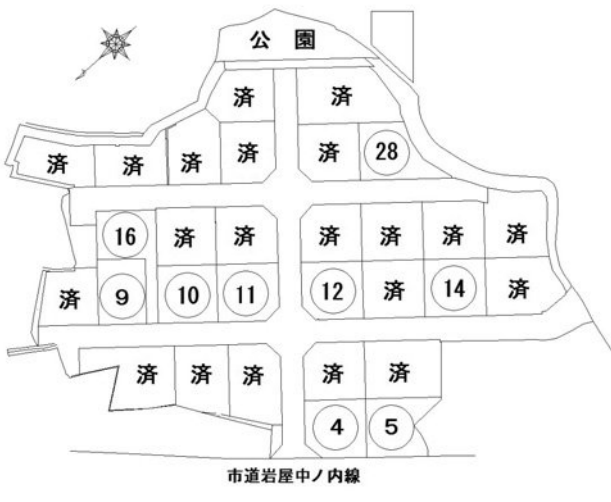 公園
済 済
済 済 済 済 済 28
16 済 済 済 済 済 済
済 9 10 11 12 済 14 済
済 済 済 済 済
4 5
市道岩屋中ノ内線